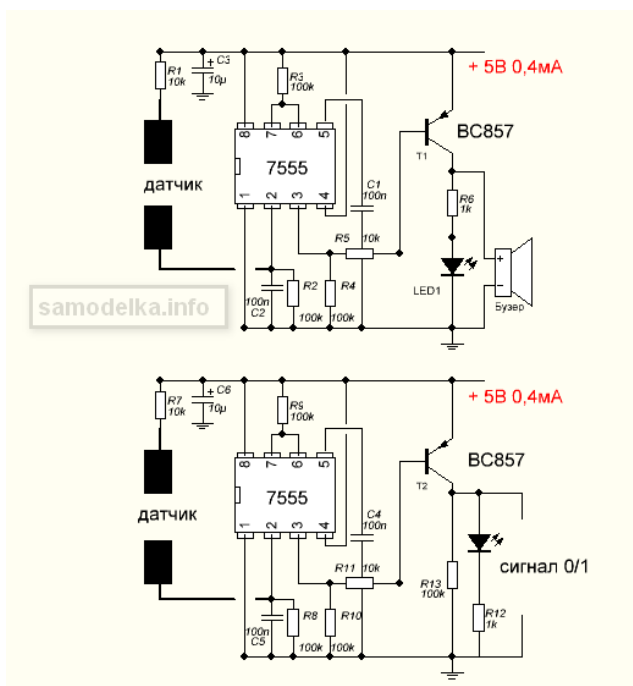 C3
R1
10k
10µ
R3
100k
+ 5В 0,4мА
8 7 6 5
BC857
T1
7555
датчик
C1
100n
R6
1k
1 2 3 4
R5 10k
+
LED1
−
Бузер
100n
C2
R2
R4
100k
100k
samodelka.info
C6
R7
10k
10µ
R9
100k
+ 5В 0,4мА
8 7 6 5
BC857
T2
7555
датчик
C4
100n
1 2 3 4
R11 10k
R13
100k
сигнал 0/1
100n
C5
R8
R10
R12
1k
100k
100k